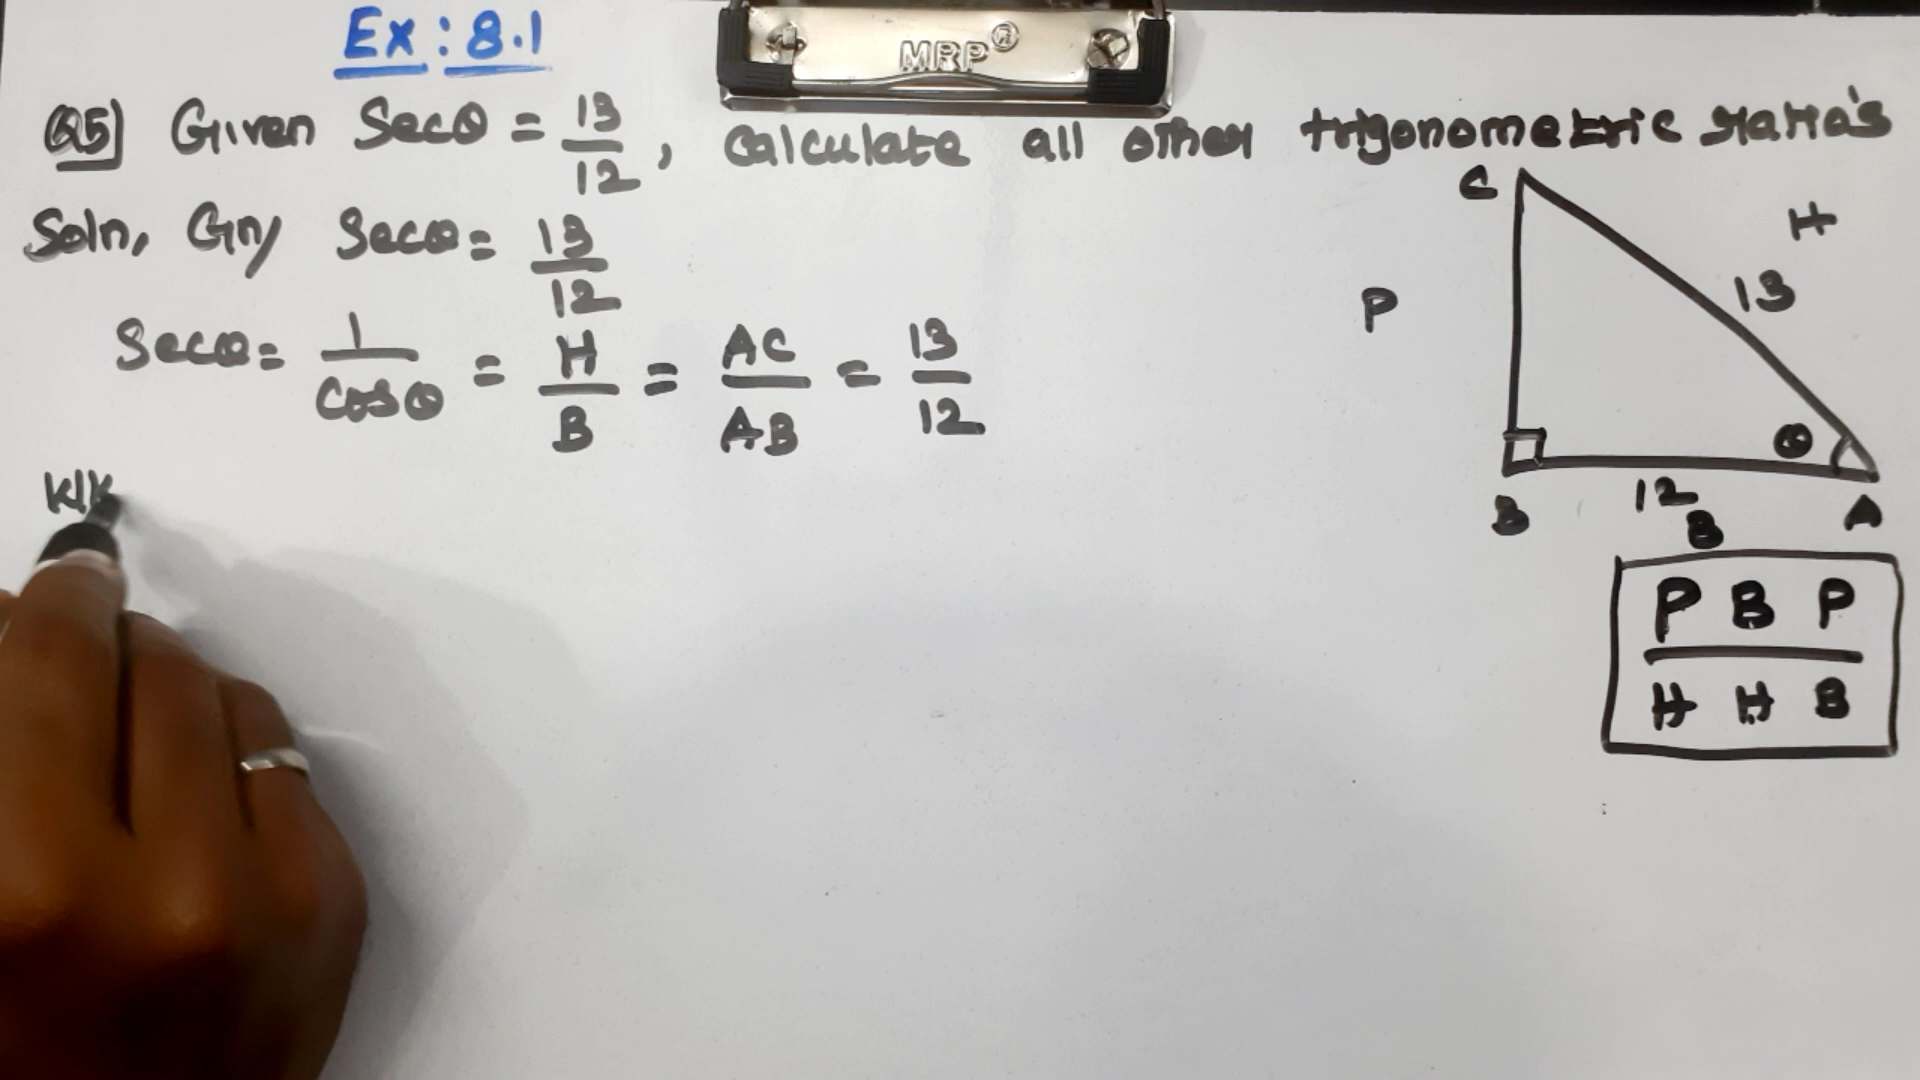 Ex: 8.1
MRP®
Q5] Given Secθ = 13/12, calculate all other trigonometric ratio's
Soln, Gn, Secθ = 13/12
Secθ = 1/Cosθ = H/B = AC/AB = 13/12
C
H
13
P
θ
B 12 A
B
P B P
H H B